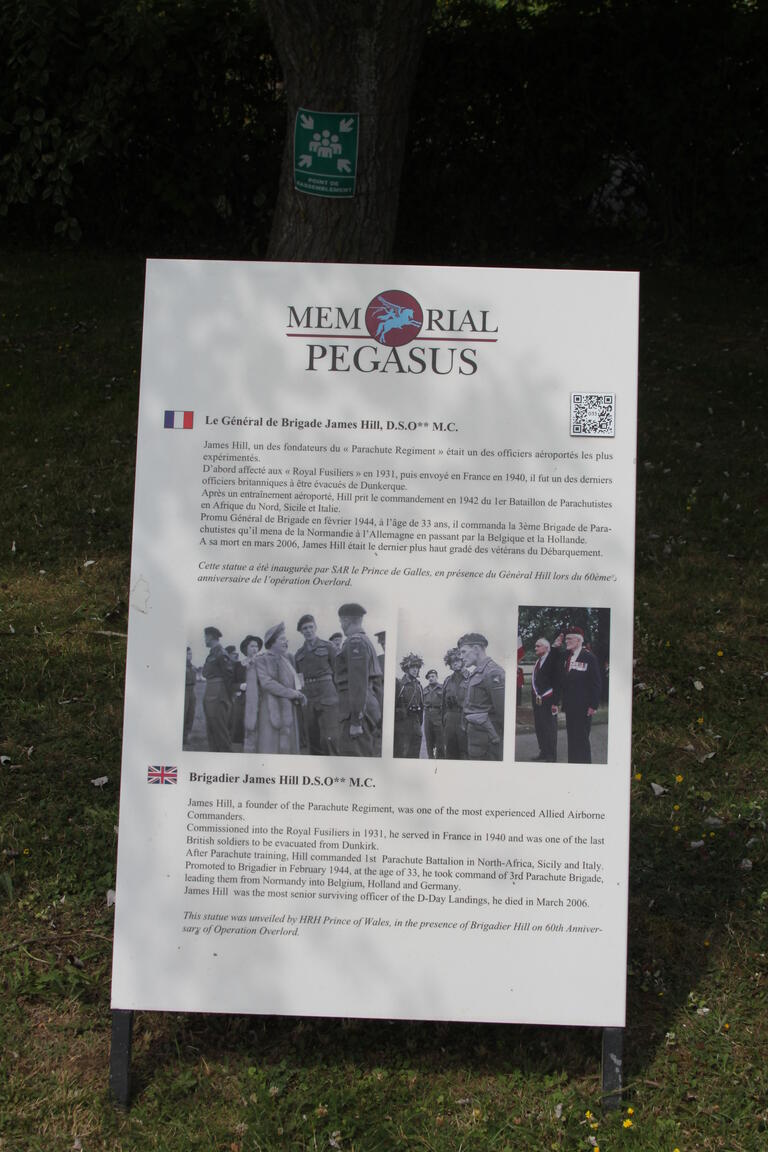 POINT DE
RASSEMBLEMENT
MEMORIAL
PEGASUS
033
Le Général de Brigade James Hill, D.S.O** M.C.
James Hill, un des fondateurs du « Parachute Regiment » était un des officiers aéroportés les plus
expérimentés.
D'abord affecté aux « Royal Fusiliers » en 1931, puis envoyé en France en 1940, il fut un des derniers
officiers britanniques à être évacués de Dunkerque.
Après un entraînement aéroporté, Hill prit le commandement en 1942 du 1er Bataillon de Parachutistes
en Afrique du Nord, Sicile et Italie.
Promu Général de Brigade en février 1944, à l'âge de 33 ans, il commanda la 3ème Brigade de Para-
chutistes qu'il mena de la Normandie à l'Allemagne en passant par la Belgique et la Hollande.
A sa mort en mars 2006, James Hill était le dernier plus haut gradé des vétérans du Débarquement.
Cette statue a été inaugurée par SAR le Prince de Galles, en présence du Général Hill lors du 60ème
anniversaire de l'opération Overlord.
Brigadier James Hill D.S.O** M.C.
James Hill, a founder of the Parachute Regiment, was one of the most experienced Allied Airborne
Commanders.
Commissioned into the Royal Fusiliers in 1931, he served in France in 1940 and was one of the last
British soldiers to be evacuated from Dunkirk.
After Parachute training, Hill commanded 1st Parachute Battalion in North-Africa, Sicily and Italy.
Promoted to Brigadier in February 1944, at the age of 33, he took command of 3rd Parachute Brigade,
leading them from Normandy into Belgium, Holland and Germany.
James Hill was the most senior surviving officer of the D-Day Landings, he died in March 2006.
This statue was unveiled by HRH Prince of Wales, in the presence of Brigadier Hill on 60th Anniver-
sary of Operation Overlord.